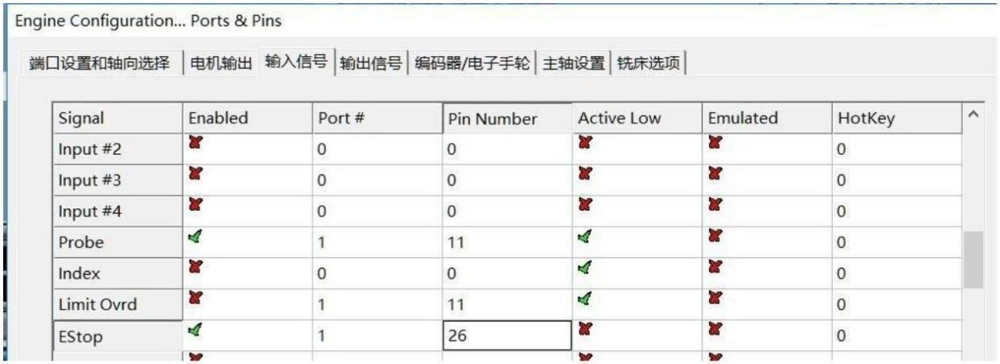 Engine Configuration... Ports & Pins
端口设置和轴向选择 电机输出 输入信号 输出信号 编码器/电子手轮 主轴设置 铣床选项
Signal Enabled Port # Pin Number Active Low Emulated HotKey
Input #2 0 0 0
Input #3 0 0 0
Input #4 0 0 0
Probe 1 11 0
Index 0 0 0
Limit Ovrd 1 11 0
EStop 1 26 0